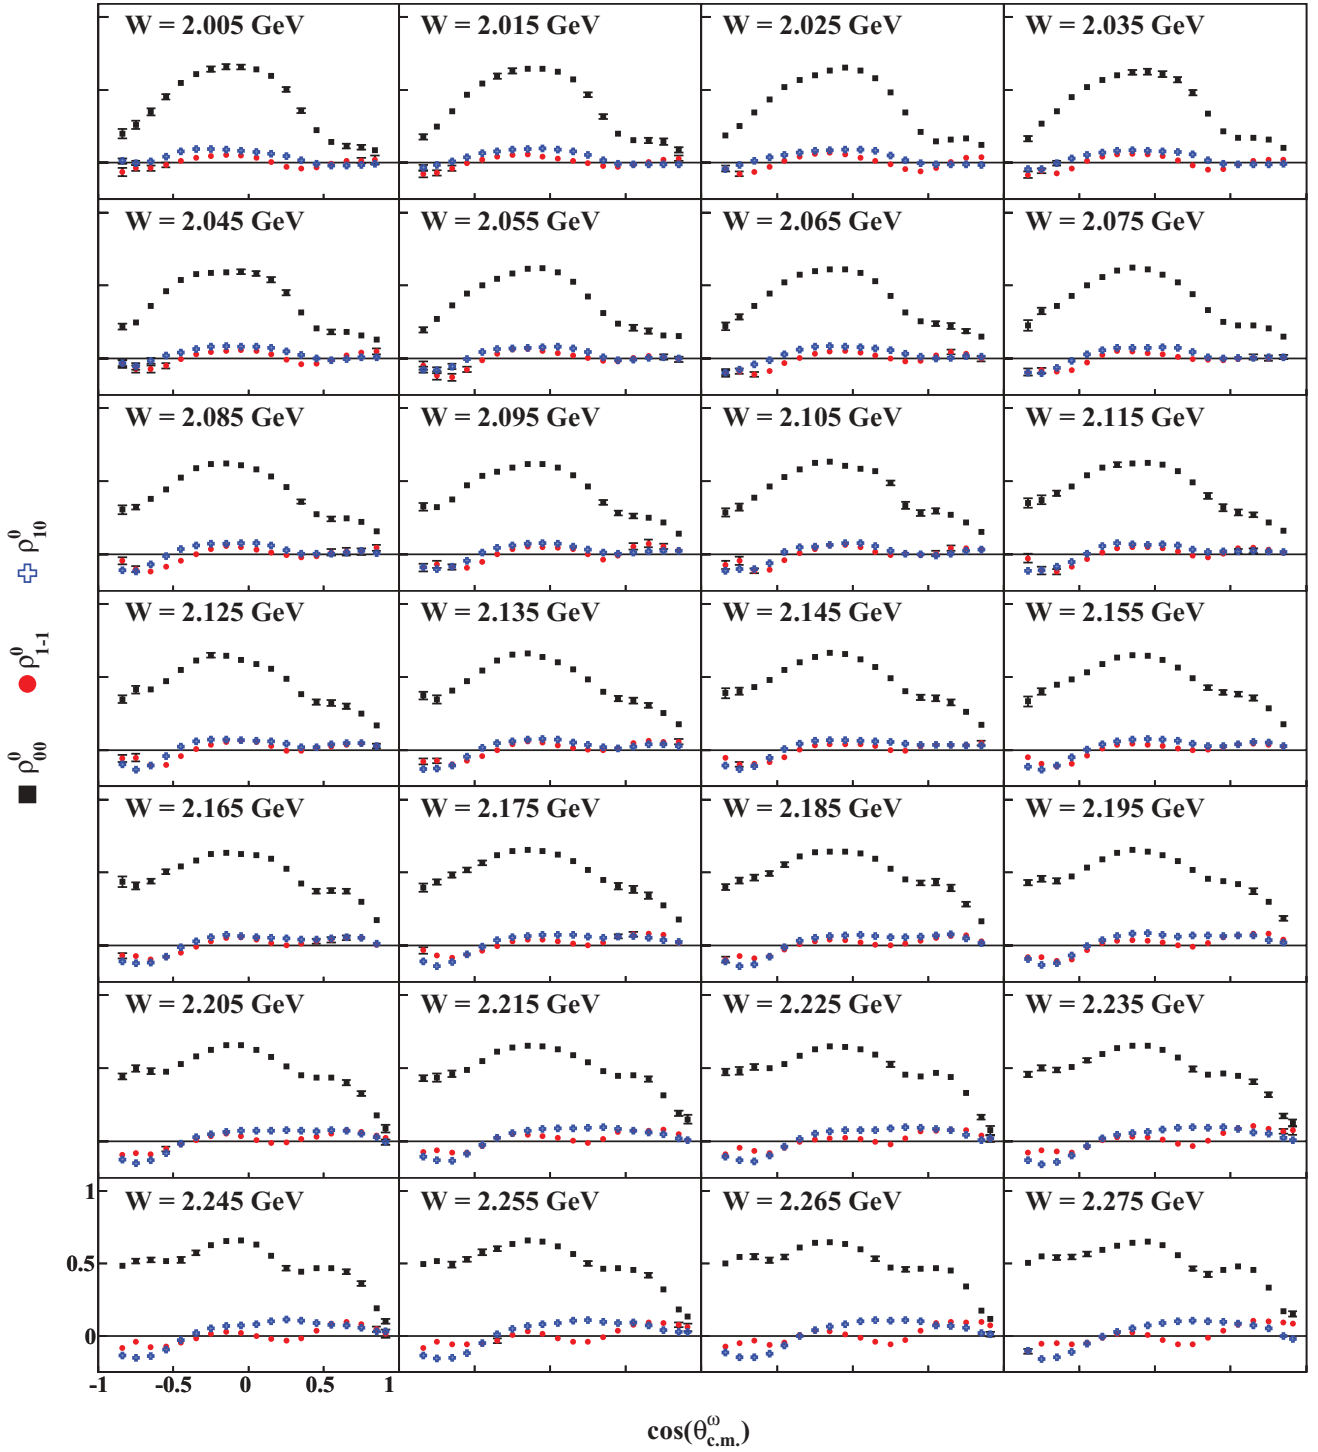 W = 2.005 GeV
W = 2.015 GeV
W = 2.025 GeV
W = 2.035 GeV
W = 2.045 GeV
W = 2.055 GeV
W = 2.065 GeV
W = 2.075 GeV
W = 2.085 GeV
W = 2.095 GeV
W = 2.105 GeV
W = 2.115 GeV
■ ρ⁰₀₀ ● ρ⁰₁₋₁ ✚ ρ⁰₁₀
W = 2.125 GeV
W = 2.135 GeV
W = 2.145 GeV
W = 2.155 GeV
W = 2.165 GeV
W = 2.175 GeV
W = 2.185 GeV
W = 2.195 GeV
W = 2.205 GeV
W = 2.215 GeV
W = 2.225 GeV
W = 2.235 GeV
W = 2.245 GeV
W = 2.255 GeV
W = 2.265 GeV
W = 2.275 GeV
1
0.5
0
-1 -0.5 0 0.5 1
cos(θ^ω_c.m.)